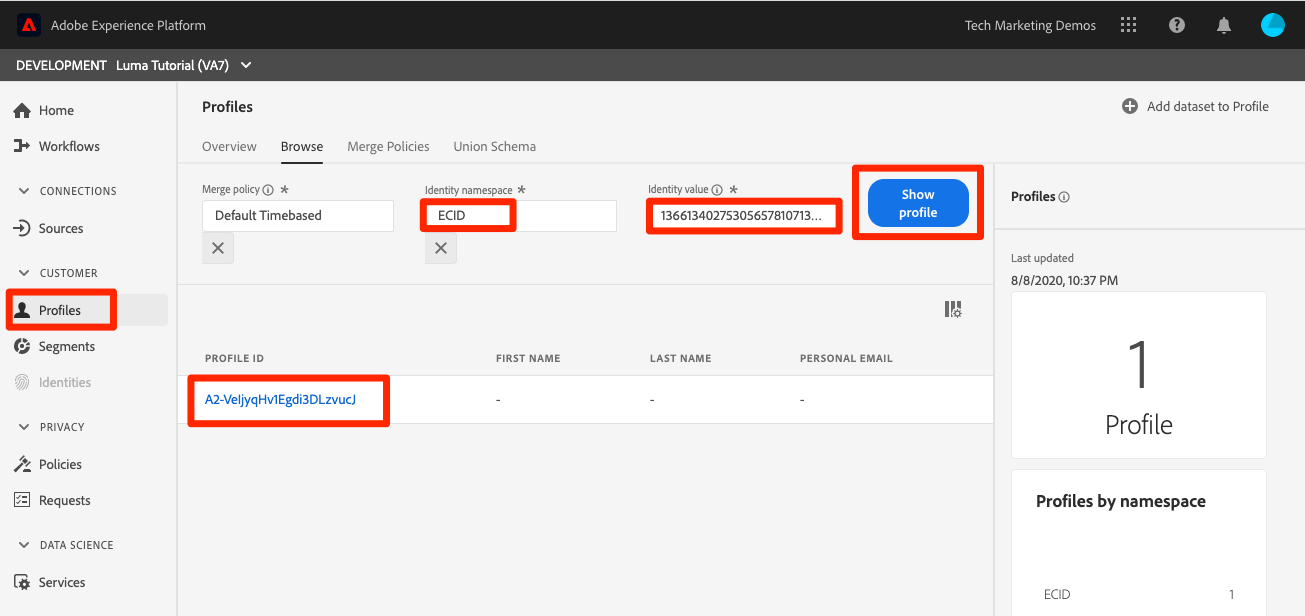 Adobe Experience Platform
Tech Marketing Demos
DEVELOPMENT Luma Tutorial (VA7)
Home
Workflows
CONNECTIONS
Sources
CUSTOMER
Profiles
Segments
Identities
PRIVACY
Policies
Requests
DATA SCIENCE
Services
Profiles
Add dataset to Profile
Overview Browse Merge Policies Union Schema
Merge policy *
Default Timebased
Identity namespace *
ECID
Identity value *
13661340275305657810713...
Show
profile
PROFILE ID FIRST NAME LAST NAME PERSONAL EMAIL
A2-VeljyqHv1Egdi3DLzvucJ - - -
Profiles
Last updated
8/8/2020, 10:37 PM
1
Profile
Profiles by namespace
ECID 1